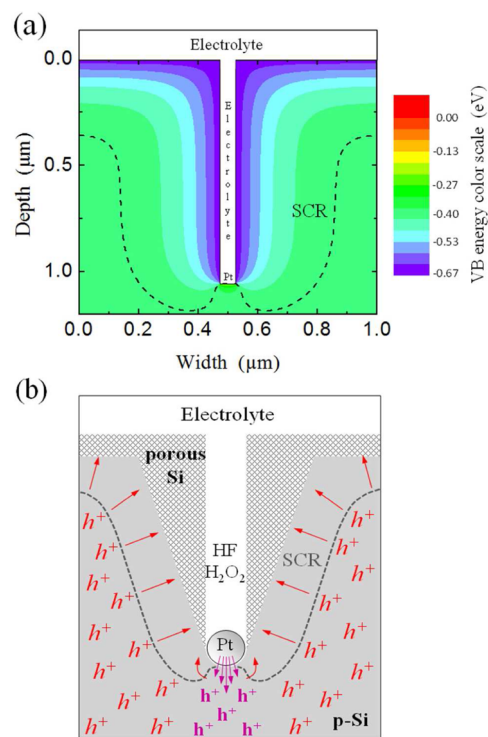 (a)
Electrolyte
0.0
0.5
1.0
Depth (μm)
Electrolyte
Pt
SCR
0.0 0.2 0.4 0.6 0.8 1.0
Width (μm)
0.00
-0.13
-0.27
-0.40
-0.53
-0.67
VB energy color scale (eV)
(b)
Electrolyte
porous
Si
HF
H₂O₂
SCR
Pt
h⁺ h⁺
h⁺ h⁺
h⁺ h⁺
h⁺ h⁺
h⁺ h⁺
h⁺ h⁺
h⁺ h⁺
h⁺ h⁺
h⁺ h⁺
h⁺ h⁺
h⁺ h⁺
h⁺ h⁺
h⁺
h⁺ h⁺
p-Si